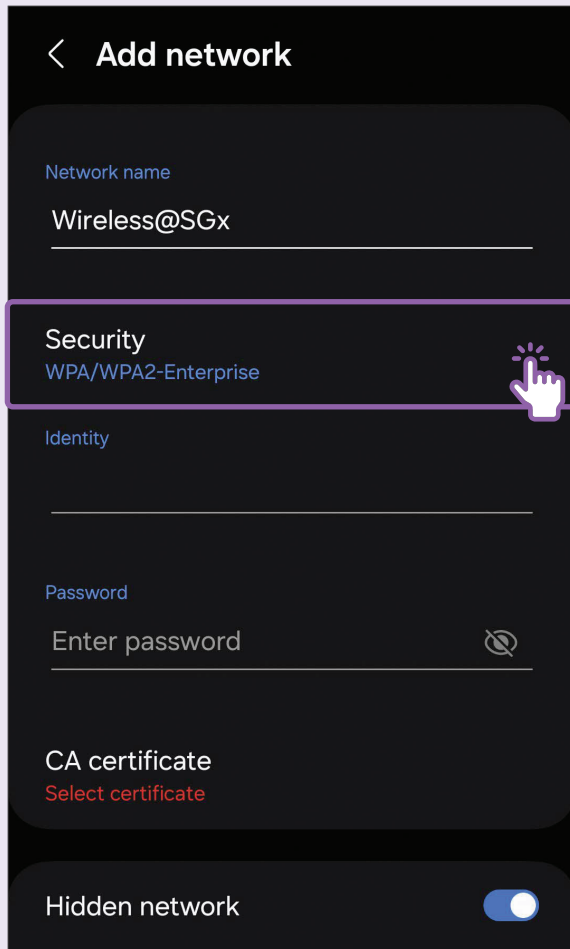 Add network
Network name
Wireless@SGx
Security
WPA/WPA2-Enterprise
Identity
Password
Enter password
CA certificate
Select certificate
Hidden network